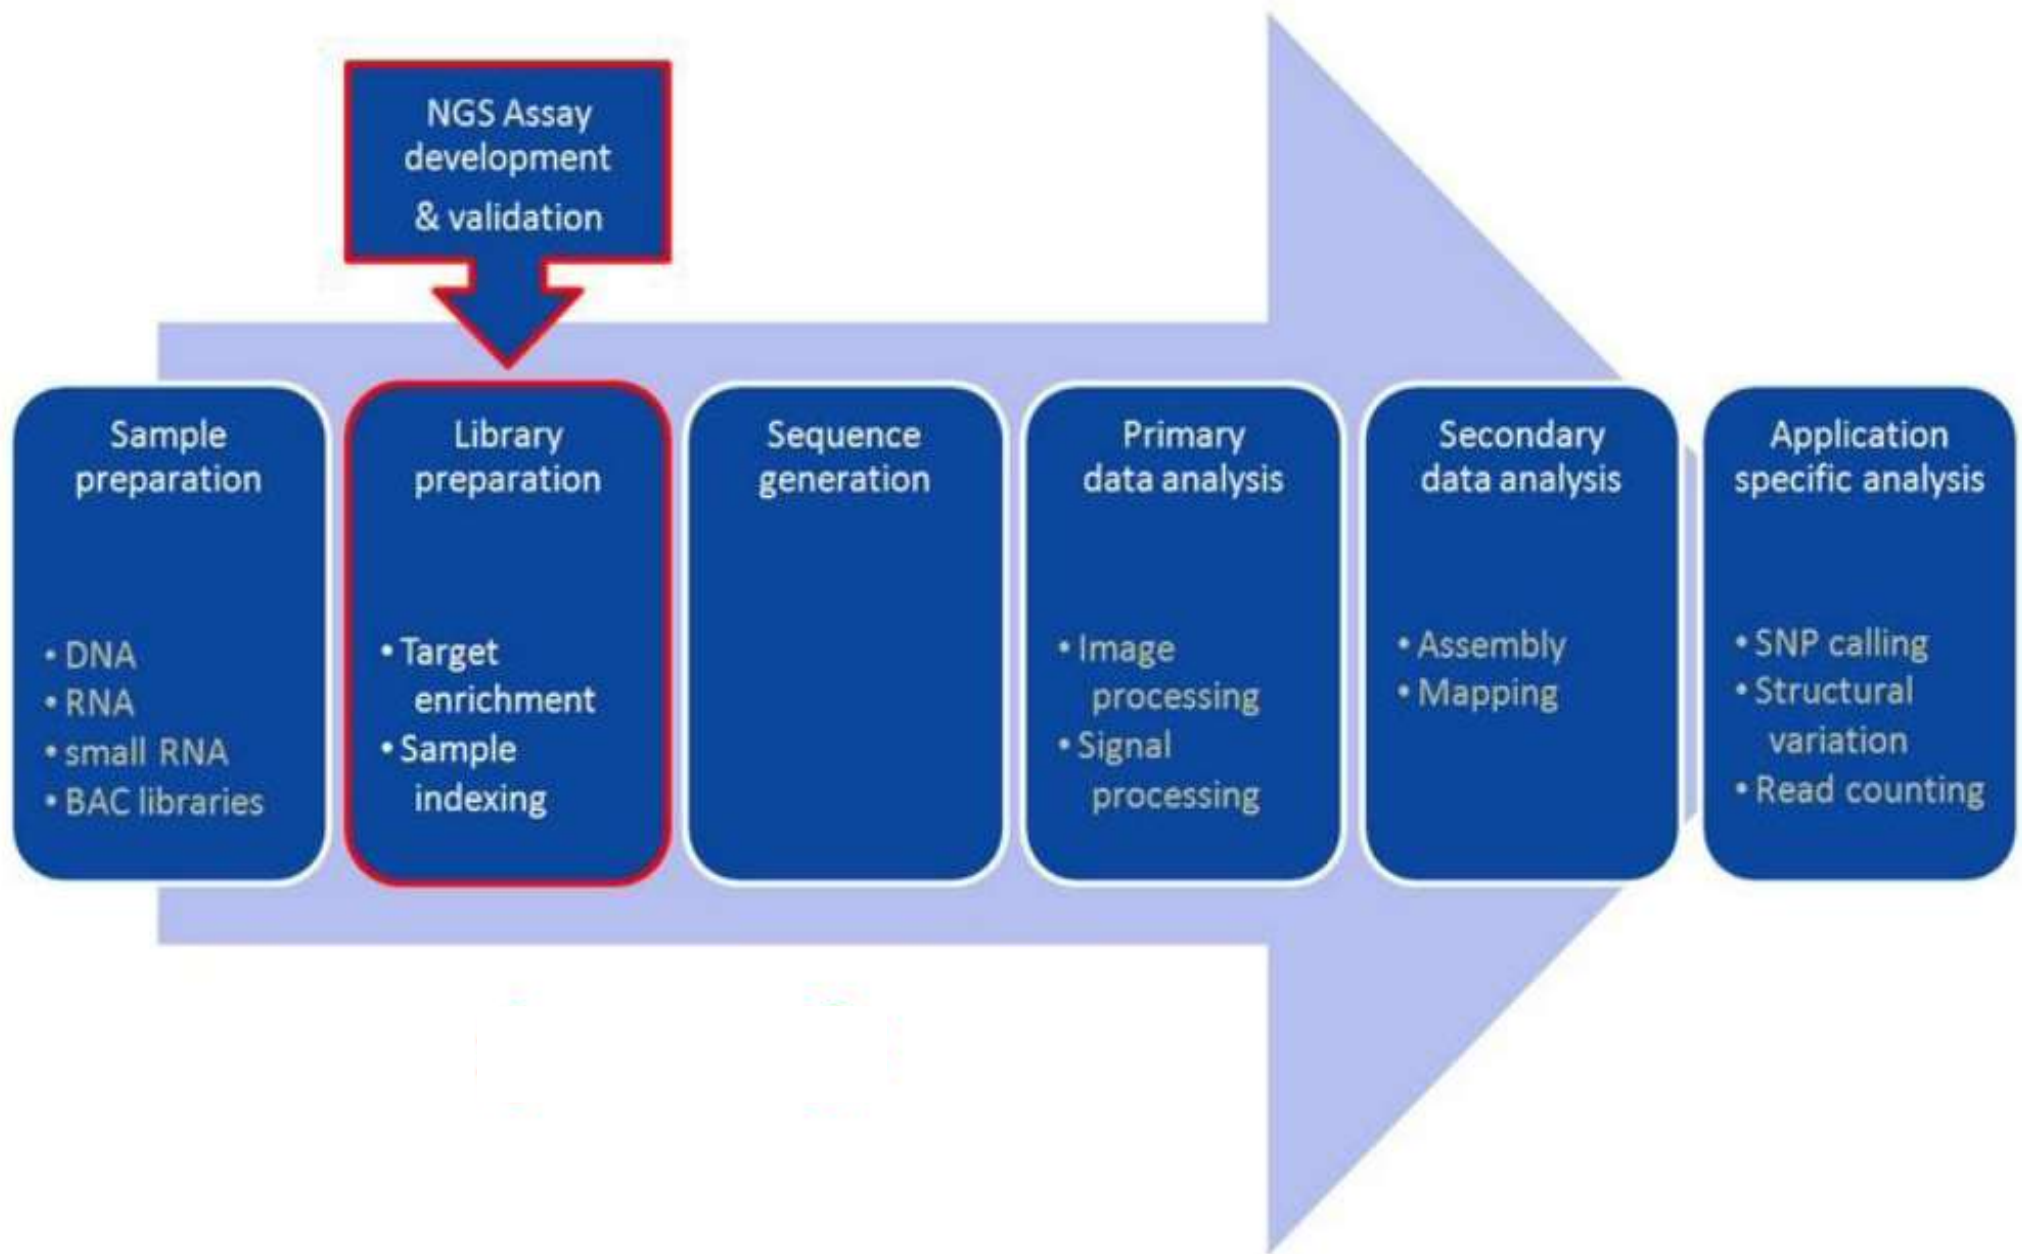 NGS Assay
development
& validation
Sample
preparation
• DNA
• RNA
• small RNA
• BAC libraries
Library
preparation
• Target
enrichment
• Sample
indexing
Sequence
generation
Primary
data analysis
• Image
processing
• Signal
processing
Secondary
data analysis
• Assembly
• Mapping
Application
specific analysis
• SNP calling
• Structural
variation
• Read counting